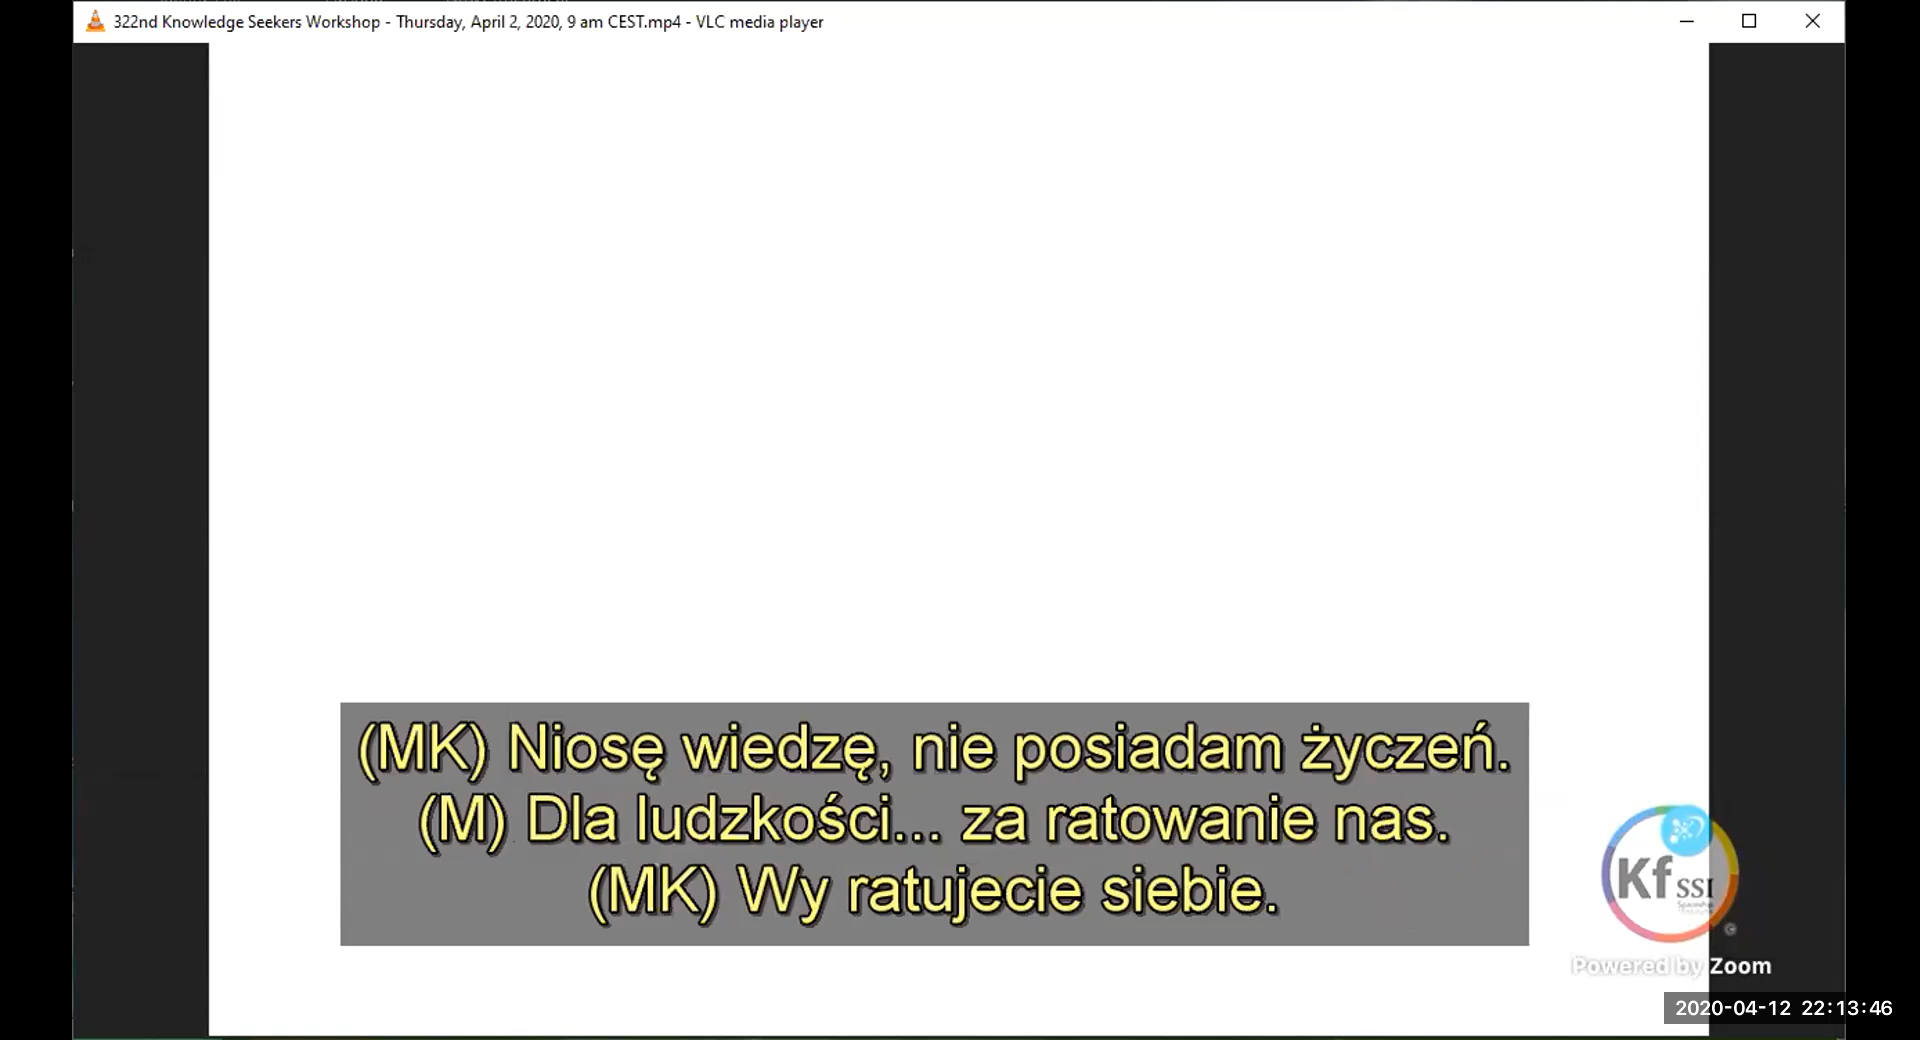 322nd Knowledge Seekers Workshop - Thursday, April 2, 2020, 9 am CEST.mp4 - VLC media player
(MK) Niosę wiedzę, nie posiadam życzeń.
(M) Dla ludzkości... za ratowanie nas.
(MK) Wy ratujecie siebie.
Kf SSI
Powered by Zoom
2020-04-12 22:13:46